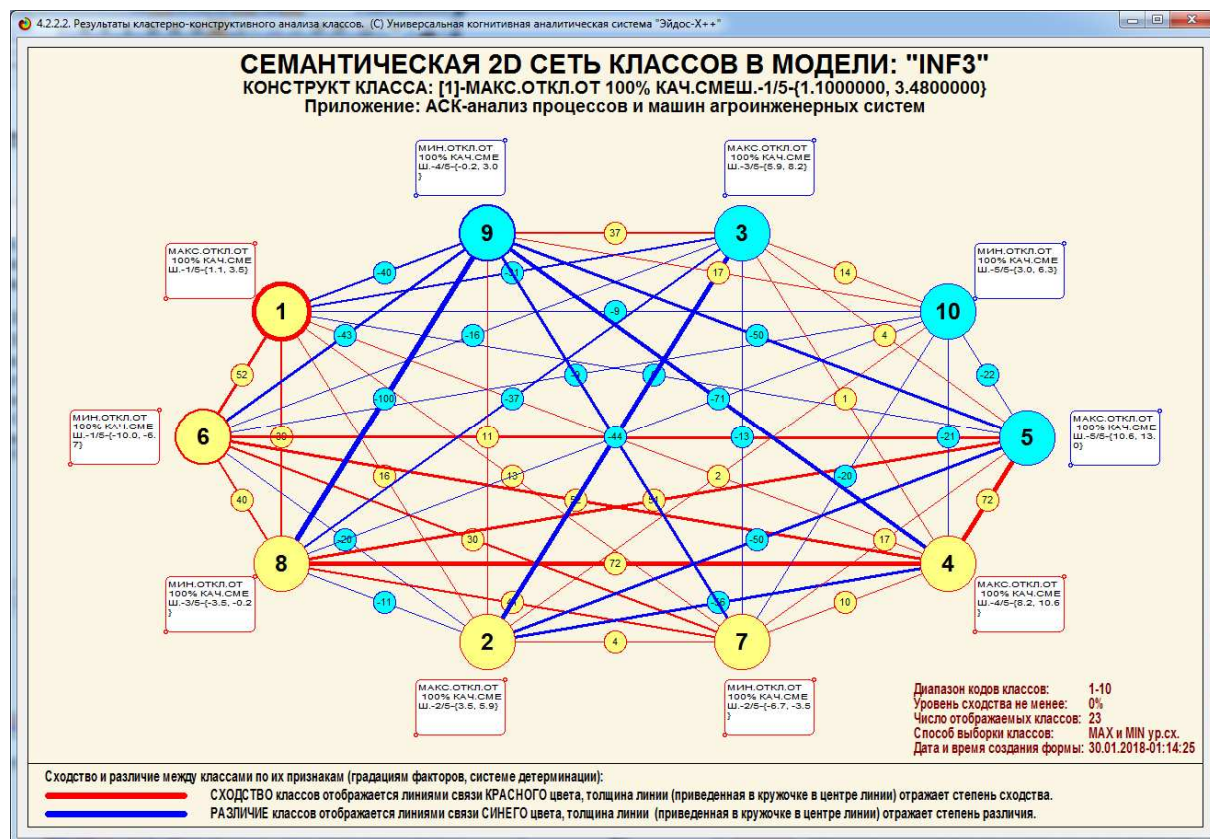 4.2.2.2. Результаты кластерно-конструктивного анализа классов. (С) Универсальная когнитивная аналитическая система "Эйдос-X++"
СЕМАНТИЧЕСКАЯ 2D СЕТЬ КЛАССОВ В МОДЕЛИ: "INF3"
КОНСТРУКТ КЛАССА: [1]-МАКС.ОТКЛ.ОТ 100% КАЧ.СМЕШ.-1/5-{1.1000000, 3.4800000}
Приложение: АСК-анализ процессов и машин агроинженерных систем
МИН.ОТКЛ.ОТ
100% КАЧ.СМЕ
Ш.-4/5-{-0.2, 3.0
}
МАКС.ОТКЛ.ОТ
100% КАЧ.СМЕ
Ш.-3/5-{5.9, 8.2}
9
37
3
МАКС.ОТКЛ.ОТ
100% КАЧ.СМЕ
Ш.-1/5-{1.1, 3.5}
МИН.ОТКЛ.ОТ
100% КАЧ.СМЕ
Ш.-5/5-{3.0, 6.3}
-40
17
14
1
-9
10
-43
-16
-50
4
52
-9
-22
-100
-37
-71
1
МИН.ОТКЛ.ОТ
100% КАЧ.СМЕ
Ш.-1/5-{-10.0, -6.
7}
6
11
-44
-13
-21
5
МАКС.ОТКЛ.ОТ
100% КАЧ.СМЕ
Ш.-5/5-{10.6, 13.
0}
16
13
2
-20
40
72
-20
30
-50
17
8
72
4
МИН.ОТКЛ.ОТ
100% КАЧ.СМЕ
Ш.-3/5-{-3.5, -0.2
}
МАКС.ОТКЛ.ОТ
100% КАЧ.СМЕ
Ш.-4/5-{8.2, 10.6
}
-11
10
2
4
7
МАКС.ОТКЛ.ОТ
100% КАЧ.СМЕ
Ш.-2/5-{3.5, 5.9}
МИН.ОТКЛ.ОТ
100% КАЧ.СМЕ
Ш.-2/5-{-6.7, -3.5
}
Диапазон кодов классов: 1-10
Уровень сходства не менее: 0%
Число отображаемых классов: 23
Способ выборки классов: MAX и MIN ур.сх.
Дата и время создания формы: 30.01.2018-01:14:25
Сходство и различие между классами по их признакам (градациям факторов, системе детерминации):
СХОДСТВО классов отображается линиями связи КРАСНОГО цвета, толщина линии (приведенная в кружочке в центре линии) отражает степень сходства.
РАЗЛИЧИЕ классов отображается линиями связи СИНЕГО цвета, толщина линии (приведенная в кружочке в центре линии) отражает степень различия.